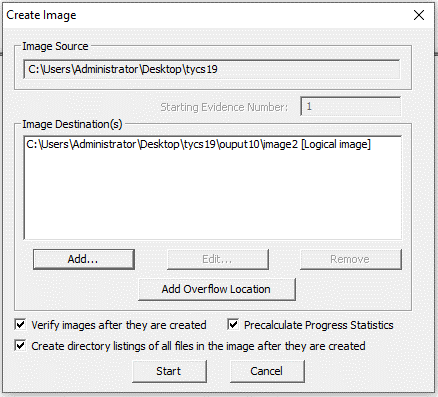 Create Image
Image Source
C:\Users\Administrator\Desktop\tycs19
Starting Evidence Number: 1
Image Destination(s)
C:\Users\Administrator\Desktop\tycs19\ouput10\image2 [Logical image]
Add... Edit... Remove
Add Overflow Location
Verify images after they are created Precalculate Progress Statistics
Create directory listings of all files in the image after they are created
Start Cancel